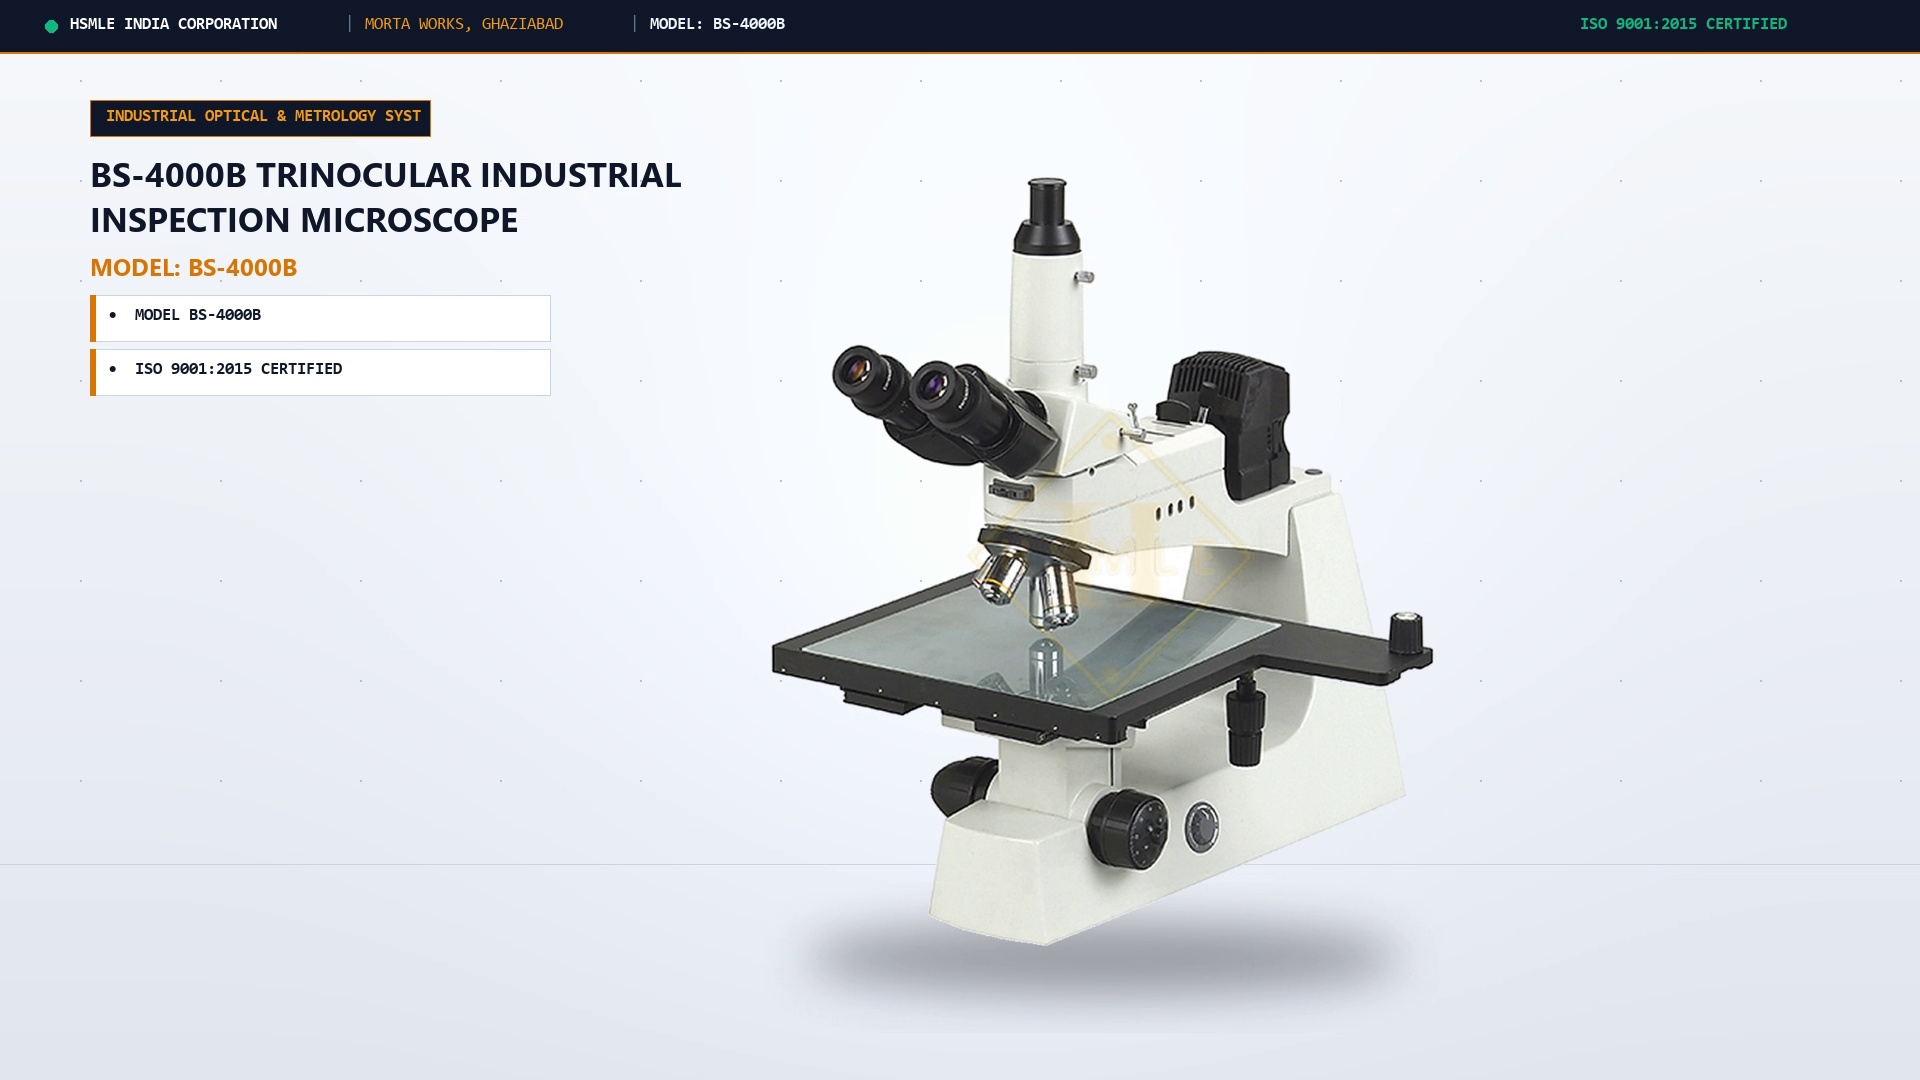 HSMLE INDIA CORPORATION | MORTA WORKS, GHAZIABAD | MODEL: BS-4000B ISO 9001:2015 CERTIFIED
INDUSTRIAL OPTICAL & METROLOGY SYST
BS-4000B TRINOCULAR INDUSTRIAL
INSPECTION MICROSCOPE
MODEL: BS-4000B
• MODEL BS-4000B
• ISO 9001:2015 CERTIFIED